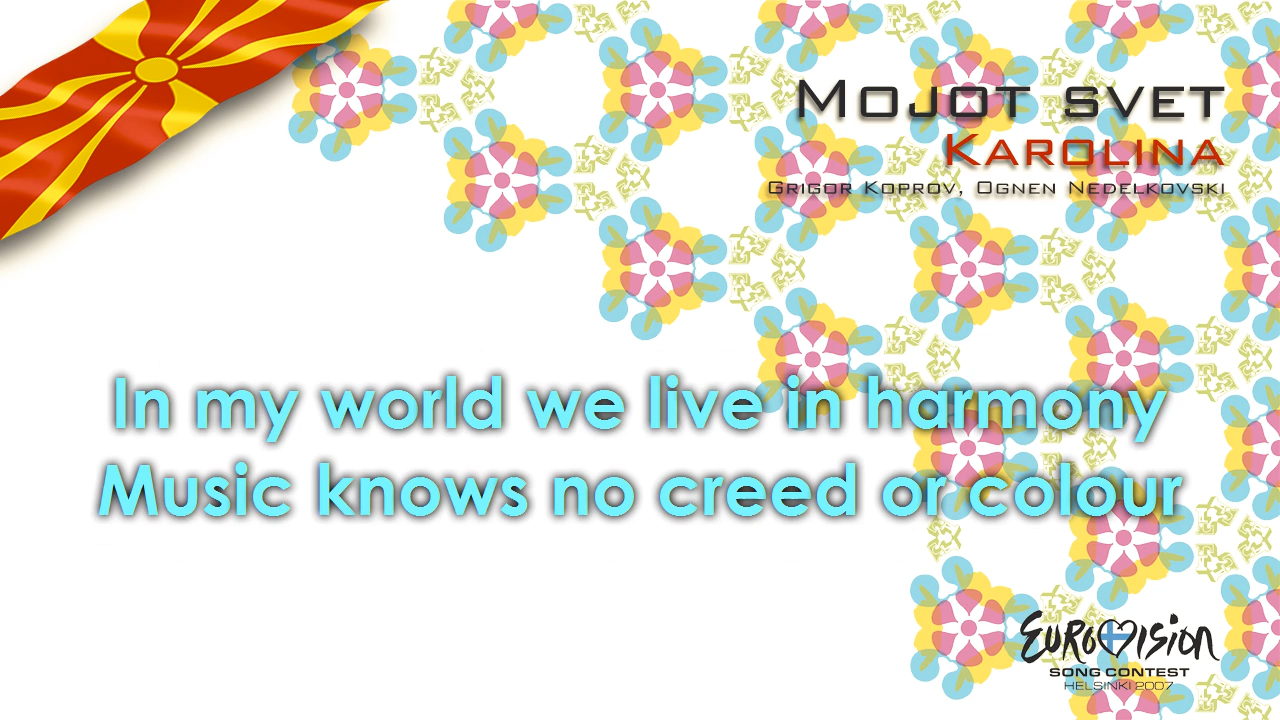 Mojot svet
Karolina
Grigor Koprov, Ognen Nedelkovski
In my world we live in harmony
Music knows no creed or colour
EUROVISION
SONG CONTEST
HELSINKI 2007